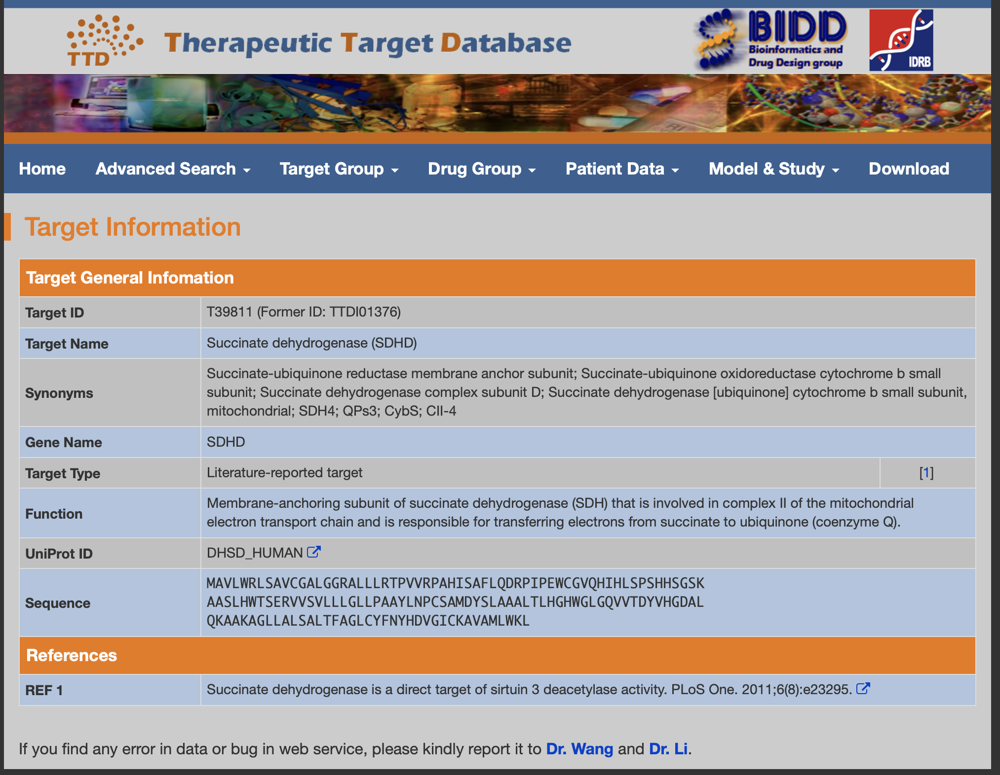 TTD
Therapeutic Target Database
BIDD
Bioinformatics and
Drug Design group
IDRB
Home Advanced Search Target Group Drug Group Patient Data Model & Study Download
Target Information
Target General Infomation
Target ID T39811 (Former ID: TTDI01376)
Target Name Succinate dehydrogenase (SDHD)
Synonyms Succinate-ubiquinone reductase membrane anchor subunit; Succinate-ubiquinone oxidoreductase cytochrome b small
subunit; Succinate dehydrogenase complex subunit D; Succinate dehydrogenase [ubiquinone] cytochrome b small subunit,
mitochondrial; SDH4; QPs3; CybS; CII-4
Gene Name SDHD
Target Type Literature-reported target [1]
Function Membrane-anchoring subunit of succinate dehydrogenase (SDH) that is involved in complex II of the mitochondrial
electron transport chain and is responsible for transferring electrons from succinate to ubiquinone (coenzyme Q).
UniProt ID DHSD_HUMAN
Sequence MAVLWRLSAVCGALGGRALLLRTPVVRPAHISAFLQDRPIPEWCGVQHIHLSPSHHSGSK
AASLHWTSERVVSVLLLGLLPAAYLNPCSAMDYSLAAALTLHGHWGLGQVVTDYVHGDAL
QKAAKAGLLALSALTFAGLCYFNYHDVGICKAVAMLWKL
References
REF 1 Succinate dehydrogenase is a direct target of sirtuin 3 deacetylase activity. PLoS One. 2011;6(8):e23295.
If you find any error in data or bug in web service, please kindly report it to Dr. Wang and Dr. Li.